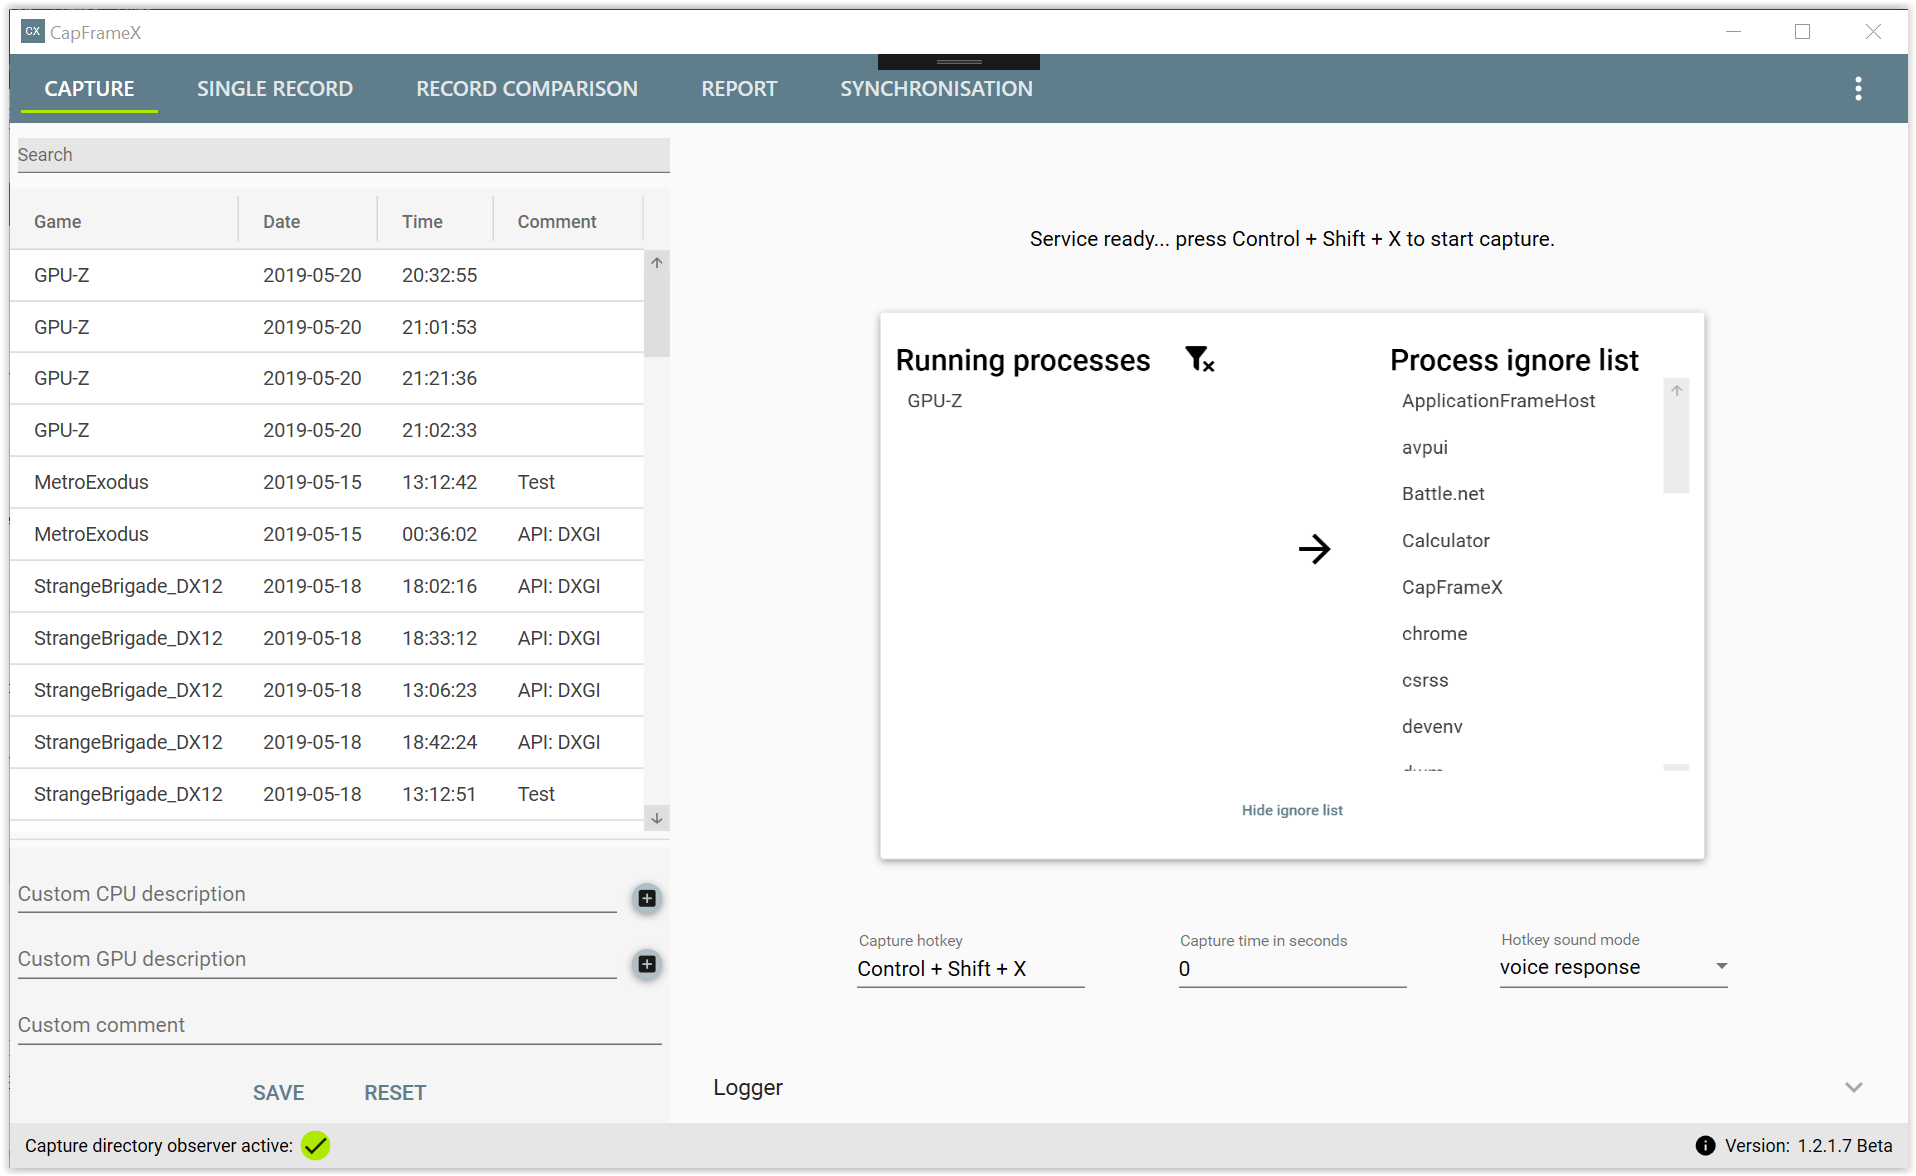 CX CapFrameX
CAPTURE SINGLE RECORD RECORD COMPARISON REPORT SYNCHRONISATION
Search
Game Date Time Comment
GPU-Z 2019-05-20 20:32:55
GPU-Z 2019-05-20 21:01:53
GPU-Z 2019-05-20 21:21:36
GPU-Z 2019-05-20 21:02:33
MetroExodus 2019-05-15 13:12:42 Test
MetroExodus 2019-05-15 00:36:02 API: DXGI
StrangeBrigade_DX12 2019-05-18 18:02:16 API: DXGI
StrangeBrigade_DX12 2019-05-18 18:33:12 API: DXGI
StrangeBrigade_DX12 2019-05-18 13:06:23 API: DXGI
StrangeBrigade_DX12 2019-05-18 18:42:24 API: DXGI
StrangeBrigade_DX12 2019-05-18 13:12:51 Test
Custom CPU description
Custom GPU description
Custom comment
SAVE RESET
Service ready... press Control + Shift + X to start capture.
Running processes
GPU-Z
Process ignore list
ApplicationFrameHost
avpui
Battle.net
Calculator
CapFrameX
chrome
csrss
devenv
Hide ignore list
Capture hotkey
Control + Shift + X
Capture time in seconds
0
Hotkey sound mode
voice response
Logger
Capture directory observer active:
Version: 1.2.1.7 Beta